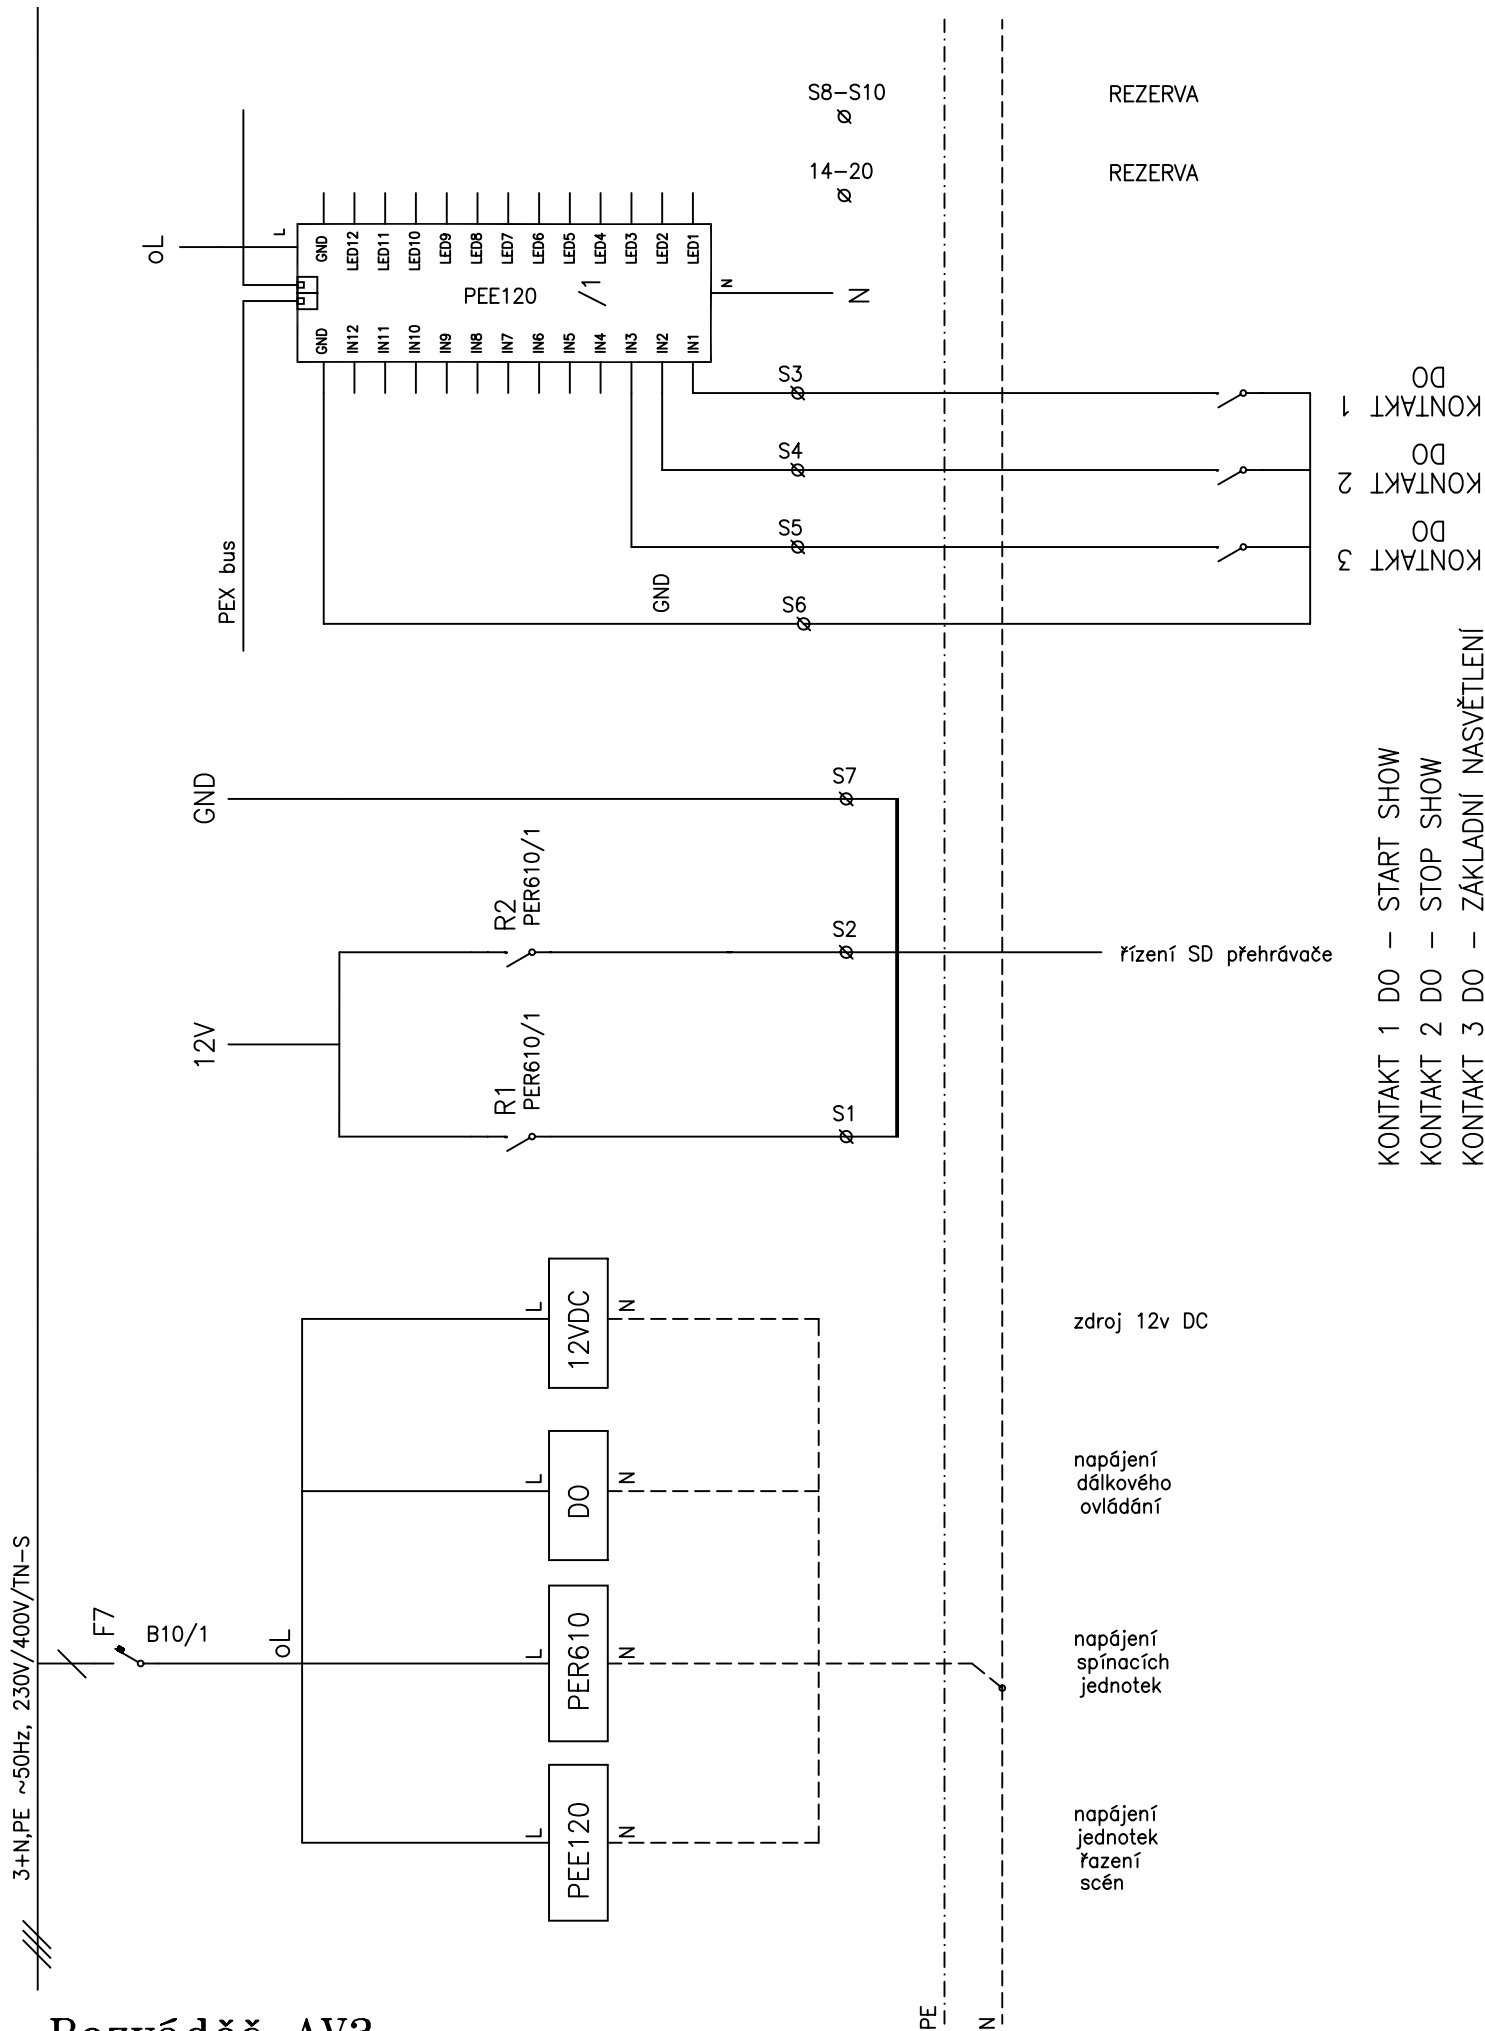 S8-S10
REZERVA
14-20
REZERVA
oL
L
GND
LED12
LED11
LED10
LED9
LED8
LED7
LED6
LED5
LED4
LED3
LED2
LED1
PEE120
/1
N
N
GND
IN12
IN11
IN10
IN9
IN8
IN7
IN6
IN5
IN4
IN3
IN2
IN1
PEX bus
S3
S4
S5
GND
S6
KONTAKT 1
DO
KONTAKT 2
DO
KONTAKT 3
DO
GND
S7
R2
PER610/1
S2
řízení SD přehrávače
12V
R1
PER610/1
S1
KONTAKT 1 DO - START SHOW
KONTAKT 2 DO - STOP SHOW
KONTAKT 3 DO - ZÁKLADNÍ NASVĚTLENÍ
L
12VDC
N
zdroj 12v DC
L
DO
N
napájení
dálkového
ovládání
3+N,PE ~50Hz, 230V/400V/TN-S
F7
B10/1
oL
L
PER610
N
napájení
spínacích
jednotek
L
PEE120
N
napájení
jednotek
řazení
scén
PE
N